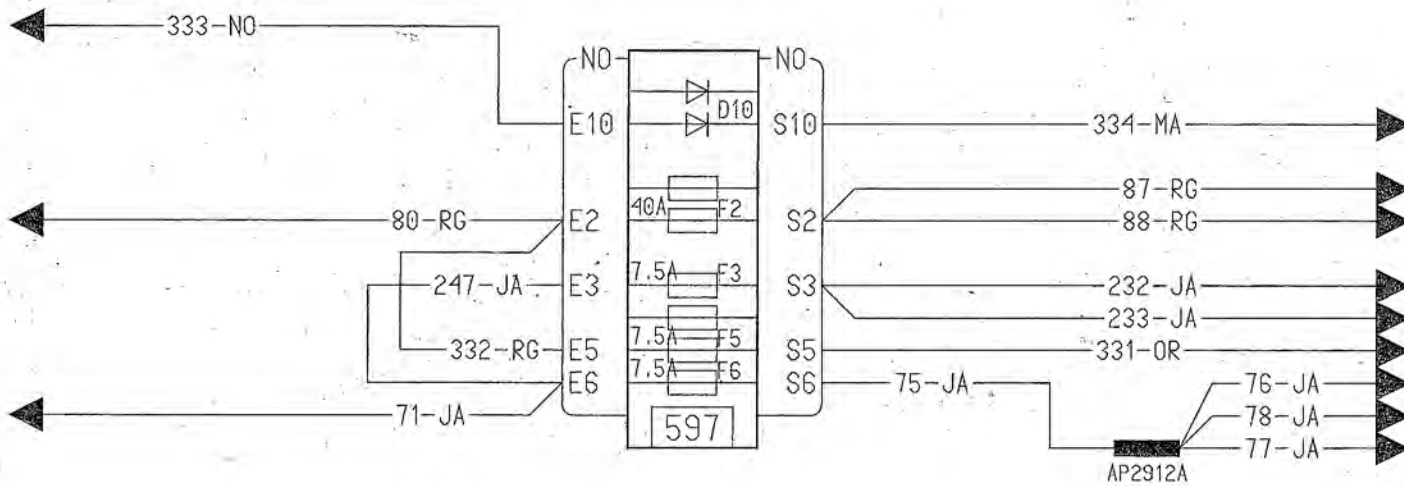 333-NO
NO NO
D10
E10 S10 334-MA
87-RG
40A F2
80-RG E2 S2 88-RG
7.5A F3
247-JA E3 S3 232-JA
233-JA
7.5A F5
332-RG E5 S5 331-OR
7.5A F6
E6 S6 75-JA 76-JA
71-JA 78-JA
597
77-JA
AP2912A